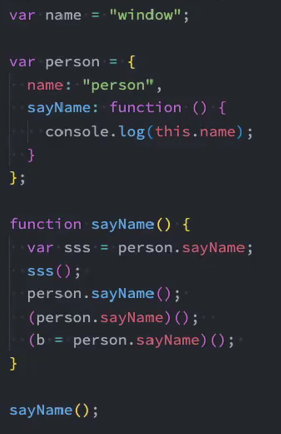 var name = "window";
var person = {
  name: "person",
  sayName: function () {
    console.log(this.name);
  }
};
function sayName() {
  var sss = person.sayName;
  sss();
  person.sayName();
  (person.sayName)();
  (b = person.sayName)();
}
sayName();